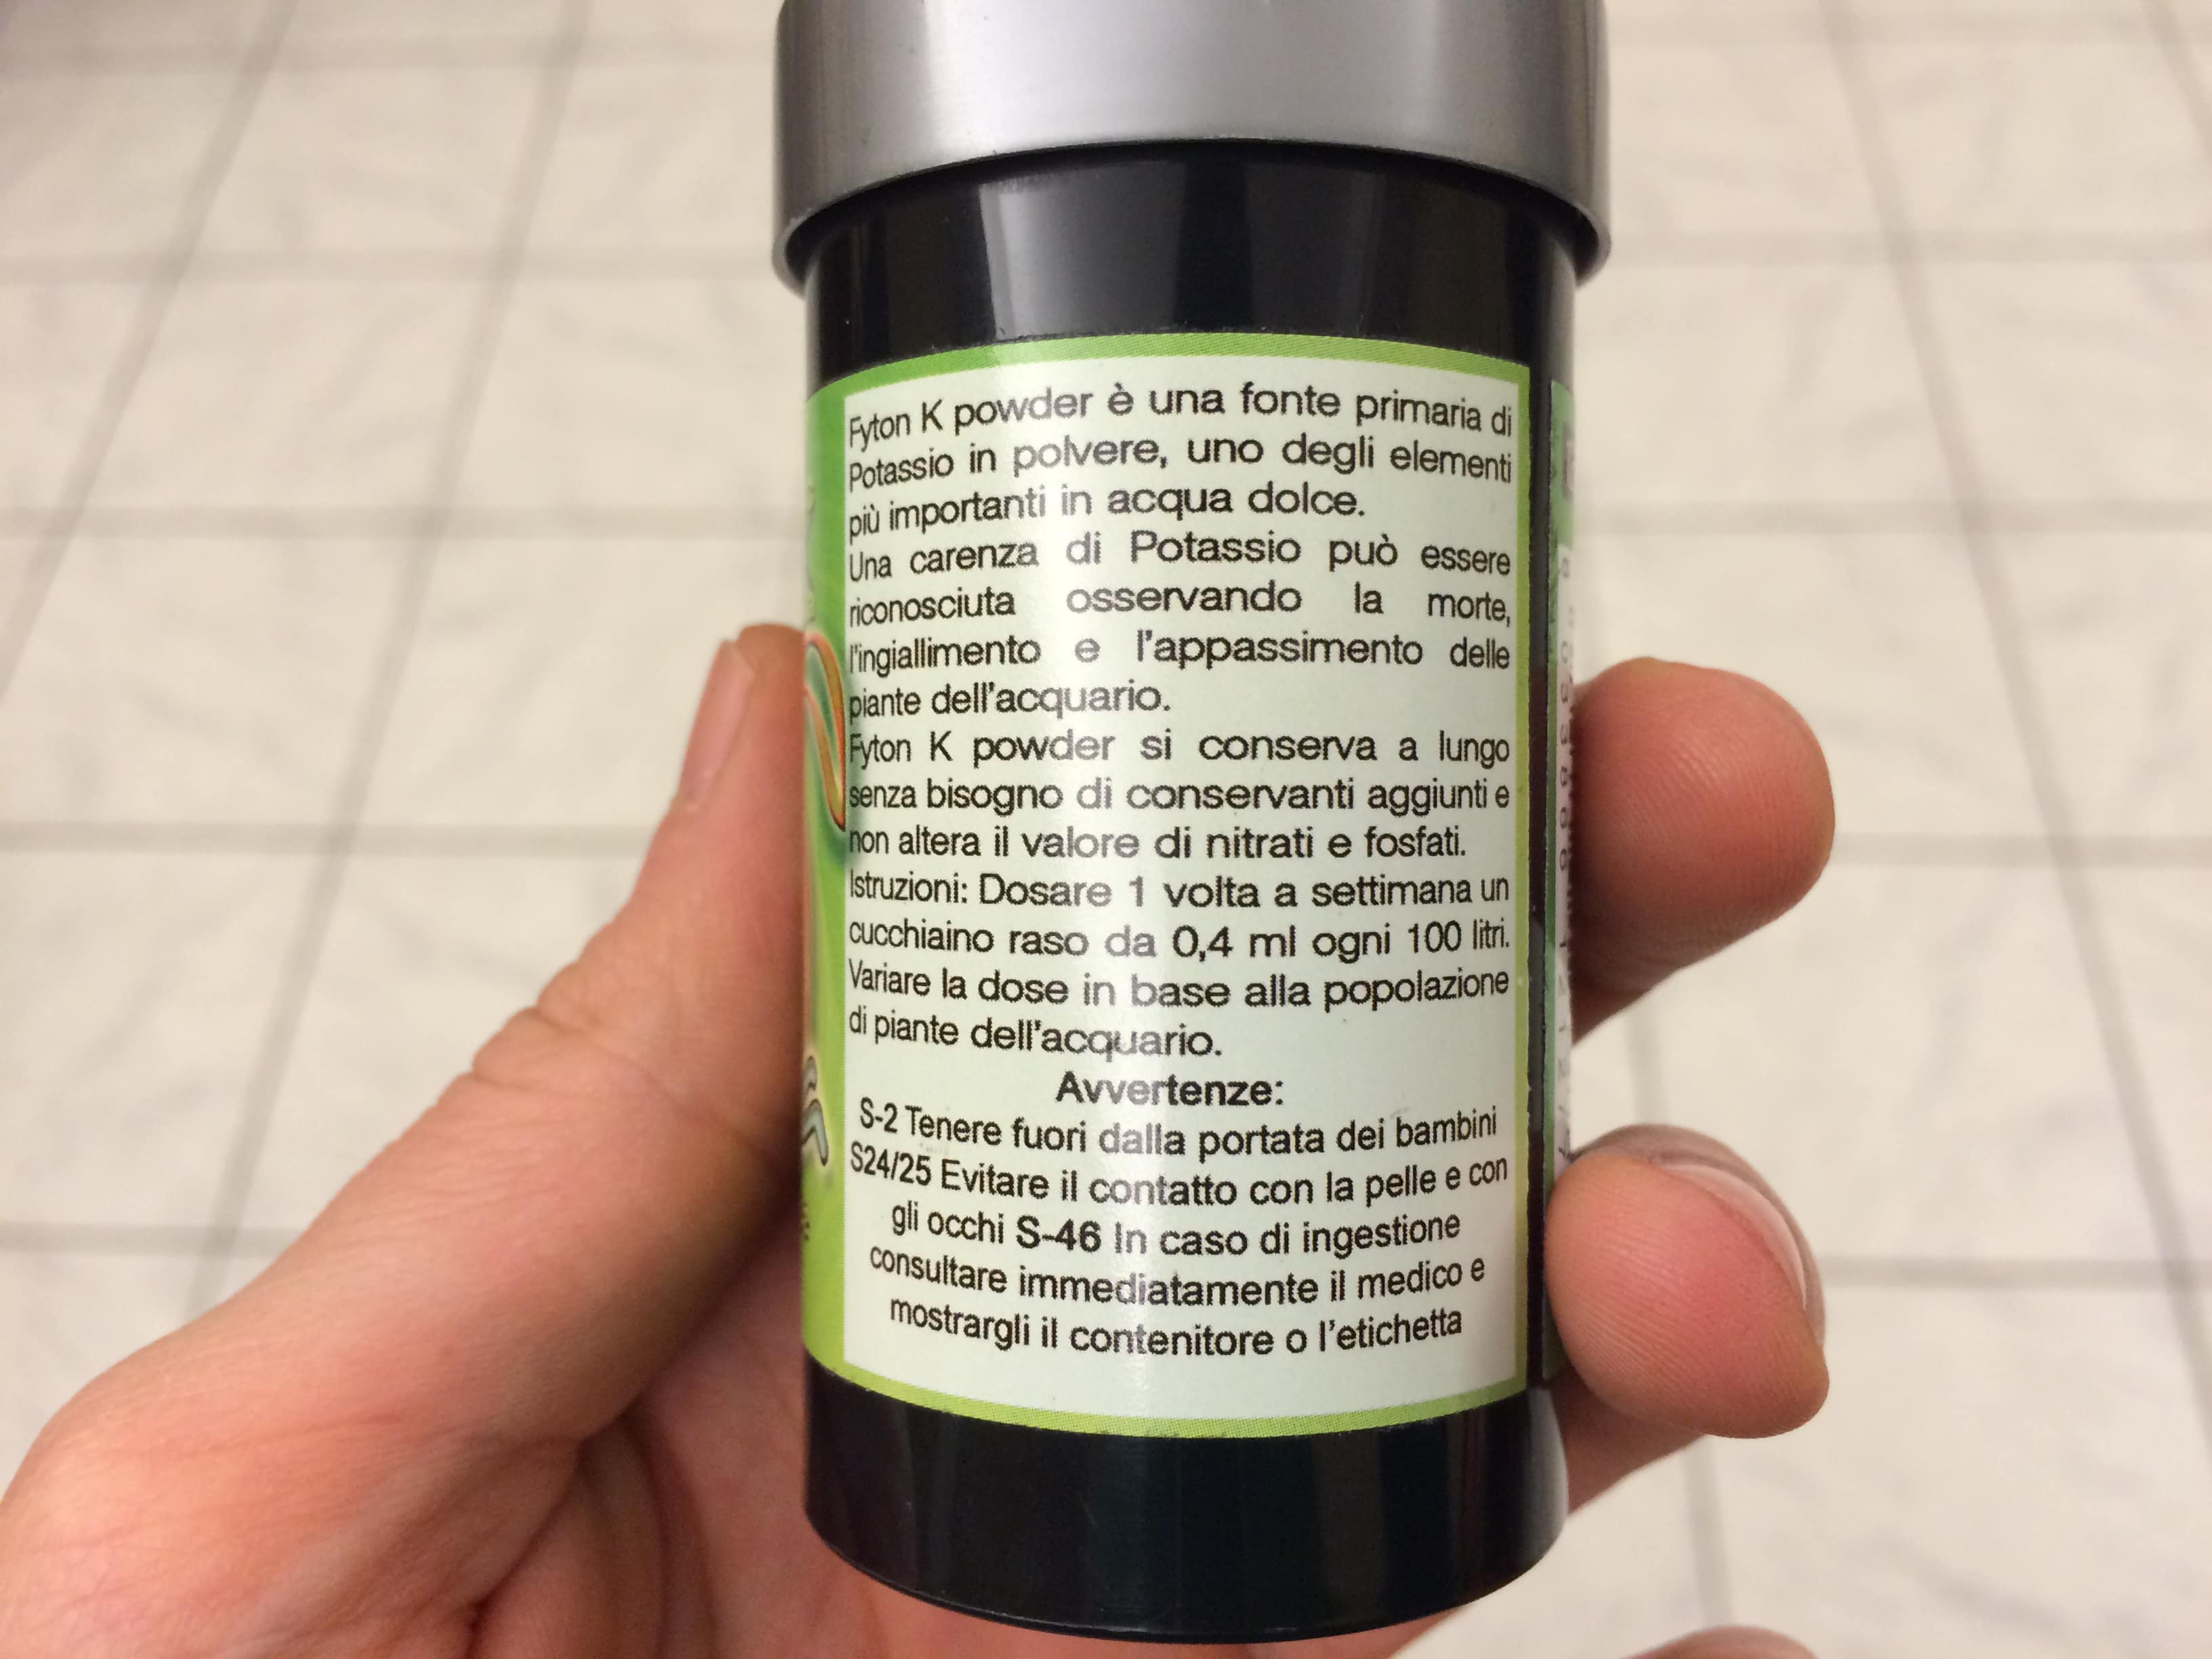 Fyton K powder è una fonte primaria di
Potassio in polvere, uno degli elementi
più importanti in acqua dolce.
Una carenza di Potassio può essere
riconosciuta osservando la morte,
l'ingiallimento e l'appassimento delle
piante dell'acquario.
Fyton K powder si conserva a lungo
senza bisogno di conservanti aggiunti e
non altera il valore di nitrati e fosfati.
Istruzioni: Dosare 1 volta a settimana un
cucchiaino raso da 0,4 ml ogni 100 litri.
Variare la dose in base alla popolazione
di piante dell'acquario.
Avvertenze:
S-2 Tenere fuori dalla portata dei bambini
S24/25 Evitare il contatto con la pelle e con
gli occhi S-46 In caso di ingestione
consultare immediatamente il medico e
mostrargli il contenitore o l'etichetta